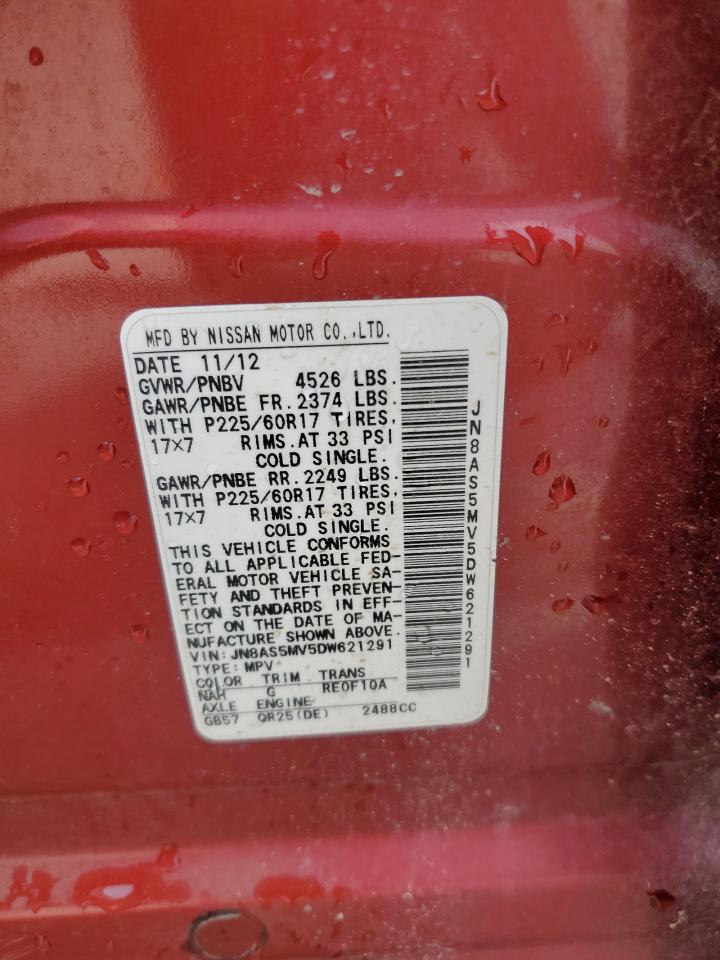 MFD BY NISSAN MOTOR CO.,LTD.
DATE 11/12
GVWR/PNBV 4526 LBS.
GAWR/PNBE FR. 2374 LBS.
WITH P225/60R17 TIRES,
17×7 RIMS.AT 33 PSI
COLD SINGLE.
GAWR/PNBE RR. 2249 LBS.
WITH P225/60R17 TIRES,
17×7 RIMS.AT 33 PSI
COLD SINGLE.
THIS VEHICLE CONFORMS
TO ALL APPLICABLE FED-
ERAL MOTOR VEHICLE SA-
FETY AND THEFT PREVEN-
TION STANDARDS IN EFF-
ECT ON THE DATE OF MA-
NUFACTURE SHOWN ABOVE.
VIN: JN8AS5MV5DW621291
TYPE: MPV
COLOR TRIM TRANS
NAH G RE0F10A
AXLE ENGINE
GB57 QR25(DE) 2488CC
JN8AS5MV5DW621291